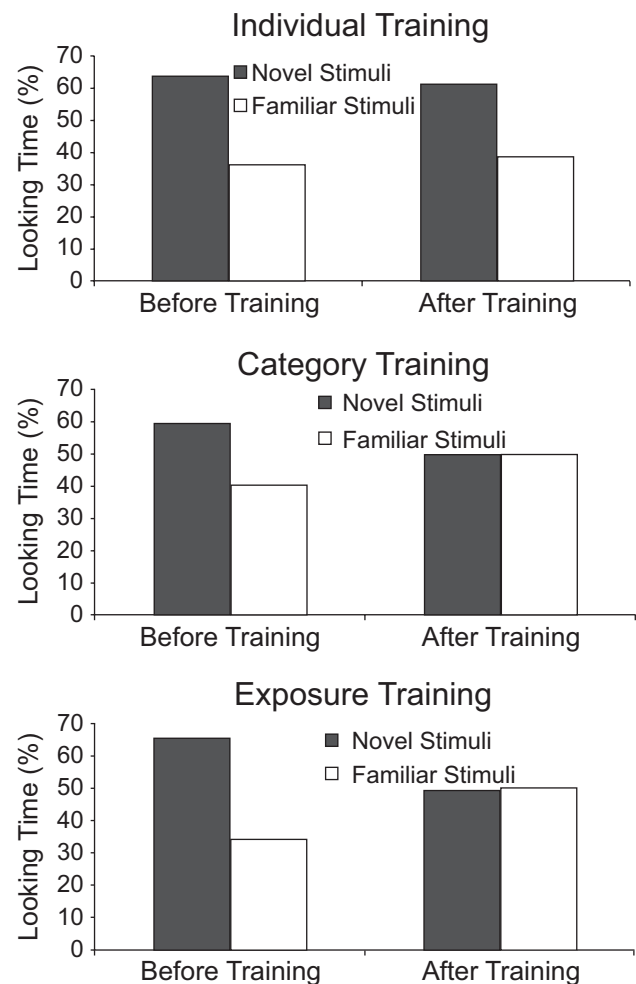 Individual Training
Looking Time (%)
70
60
50
40
30
20
10
0
Novel Stimuli
Familiar Stimuli
Before Training
After Training
Category Training
Looking Time (%)
70
60
50
40
30
20
10
0
Novel Stimuli
Familiar Stimuli
Before Training
After Training
Exposure Training
Looking Time (%)
70
60
50
40
30
20
10
0
Novel Stimuli
Familiar Stimuli
Before Training
After Training